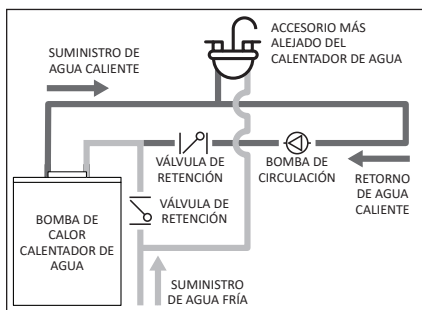 SUMINISTRO DE
AGUA CALIENTE
ACCESORIO MÁS
ALEJADO DEL
CALENTADOR DE AGUA
VÁLVULA DE
RETENCIÓN
BOMBA DE
CIRCULACIÓN
RETORNO
DE AGUA
CALIENTE
VÁLVULA DE
RETENCIÓN
BOMBA DE
CALOR
CALENTADOR DE
AGUA
SUMINISTRO
DE AGUA FRÍA